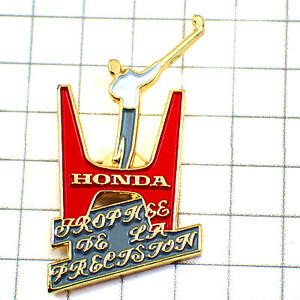 HONDA
TROPHEE
DE LA
PRECISION